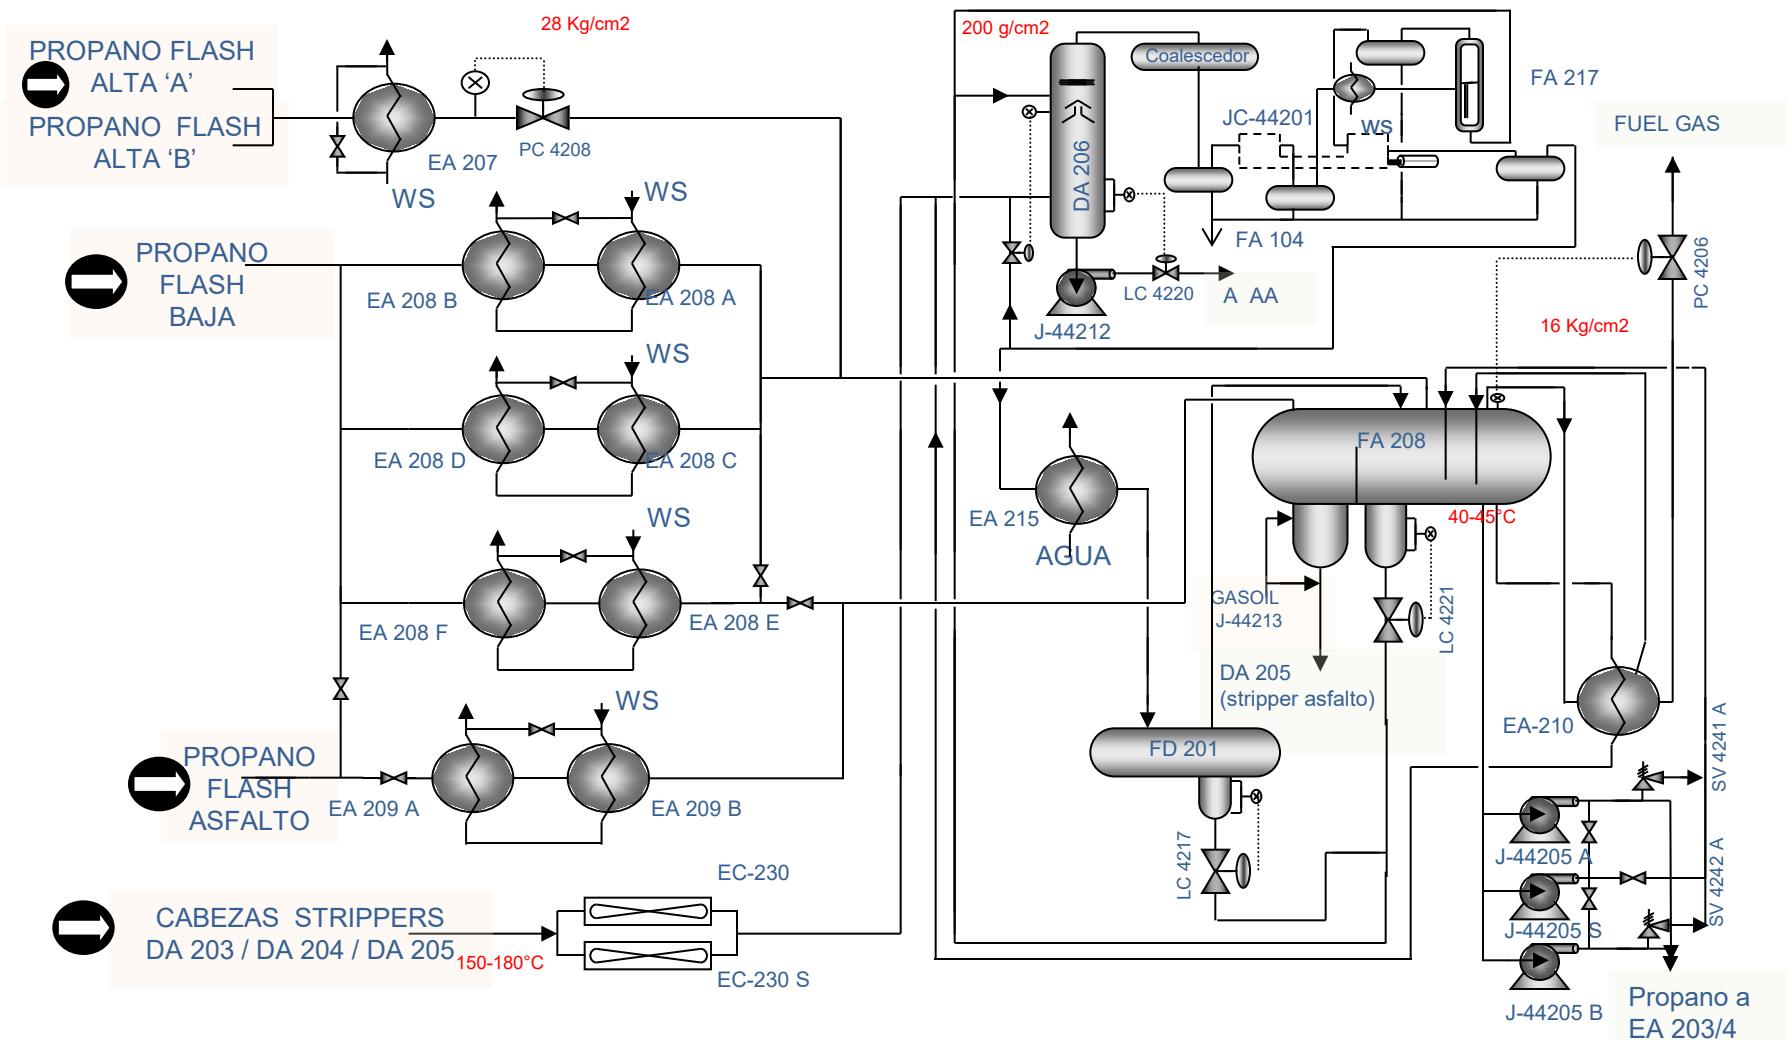 28 Kg/cm2
200 g/cm2
PROPANO FLASH
ALTA ‘A’
PROPANO FLASH
ALTA ‘B’
EA 207
WS
PC 4208
Coalescedor
DA 206
JC-44201
WS
FA 217
FUEL GAS
FA 104
LC 4220
A AA
J-44212
PC 4206
16 Kg/cm2
PROPANO
FLASH
BAJA
WS
EA 208 B
EA 208 A
WS
EA 208 D
EA 208 C
WS
EA 208 F
EA 208 E
FA 208
40-45°C
EA 215
AGUA
GASOIL
J-44213
LC 4221
DA 205
(stripper asfalto)
EA-210
FD 201
LC 4217
SV 4241 A
SV 4242 A
PROPANO
FLASH
ASFALTO
WS
EA 209 A
EA 209 B
J-44205 A
J-44205 S
J-44205 B
EC-230
CABEZAS STRIPPERS
DA 203 / DA 204 / DA 205
150-180°C
EC-230 S
Propano a
EA 203/4